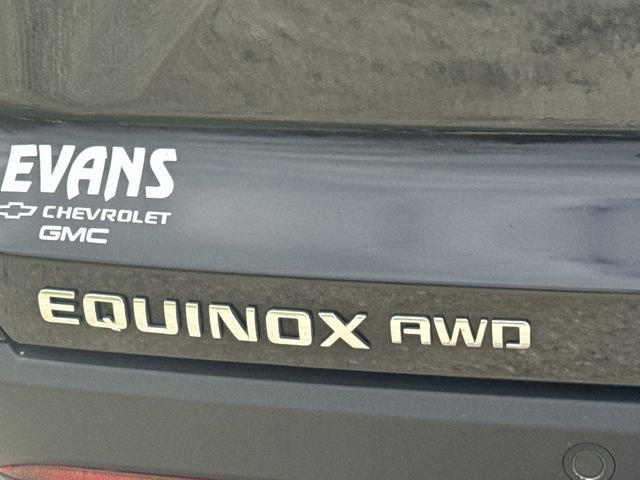 EVANS
CHEVROLET
GMC
EQUINOX AWD